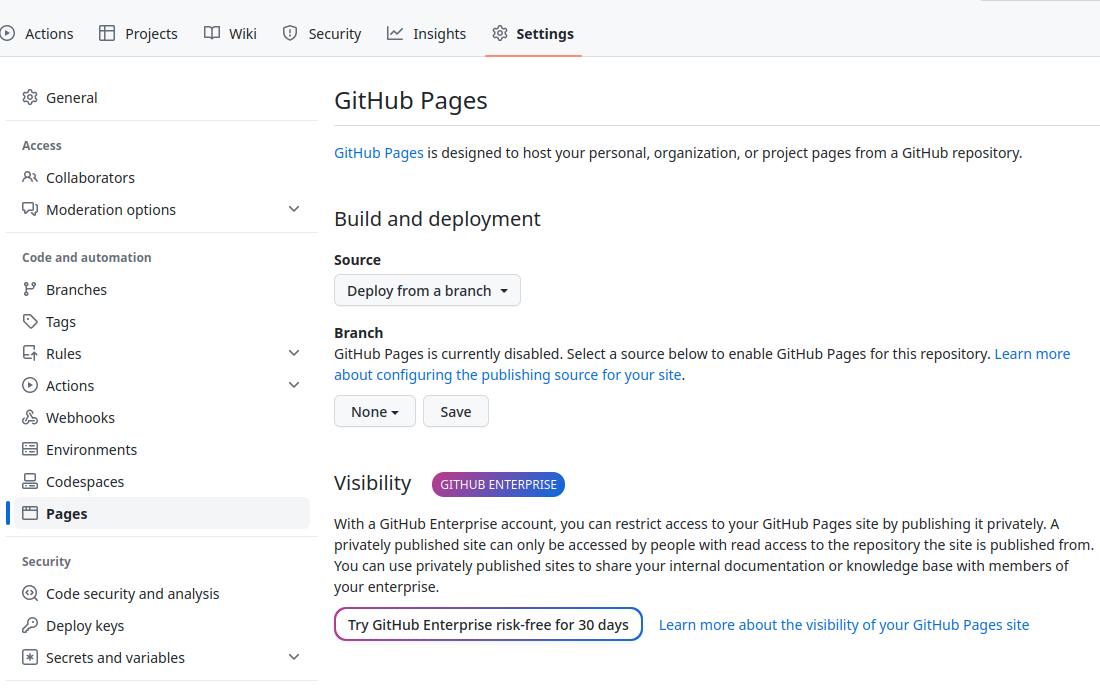 Actions Projects Wiki Security Insights Settings
General
Access
Collaborators
Moderation options
Code and automation
Branches
Tags
Rules
Actions
Webhooks
Environments
Codespaces
Pages
Security
Code security and analysis
Deploy keys
Secrets and variables
GitHub Pages
GitHub Pages is designed to host your personal, organization, or project pages from a GitHub repository.
Build and deployment
Source
Deploy from a branch
Branch
GitHub Pages is currently disabled. Select a source below to enable GitHub Pages for this repository. Learn more
about configuring the publishing source for your site.
None Save
Visibility GITHUB ENTERPRISE
With a GitHub Enterprise account, you can restrict access to your GitHub Pages site by publishing it privately. A
privately published site can only be accessed by people with read access to the repository the site is published from.
You can use privately published sites to share your internal documentation or knowledge base with members of
your enterprise.
Try GitHub Enterprise risk-free for 30 days Learn more about the visibility of your GitHub Pages site